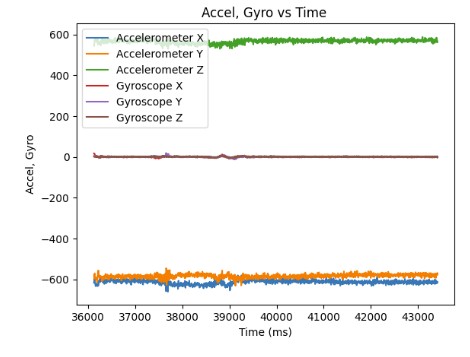 Accel, Gyro vs Time
600
400
200
0
−200
−400
−600
Accel, Gyro
Accelerometer X
Accelerometer Y
Accelerometer Z
Gyroscope X
Gyroscope Y
Gyroscope Z
36000 37000 38000 39000 40000 41000 42000 43000
Time (ms)